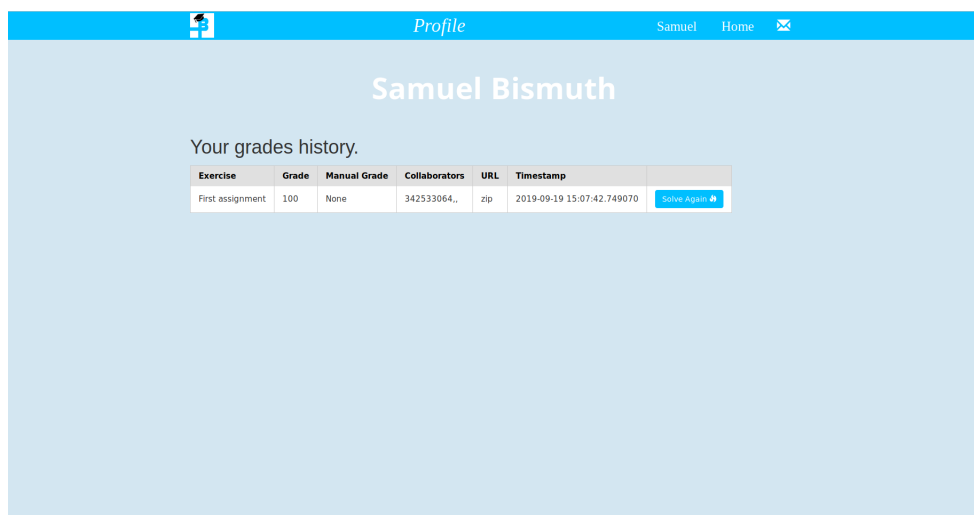 B Profile Samuel Home
Samuel Bismuth
Your grades history.
Exercise Grade Manual Grade Collaborators URL Timestamp
First assignment 100 None 342533064,, zip 2019-09-19 15:07:42.749070 Solve Again